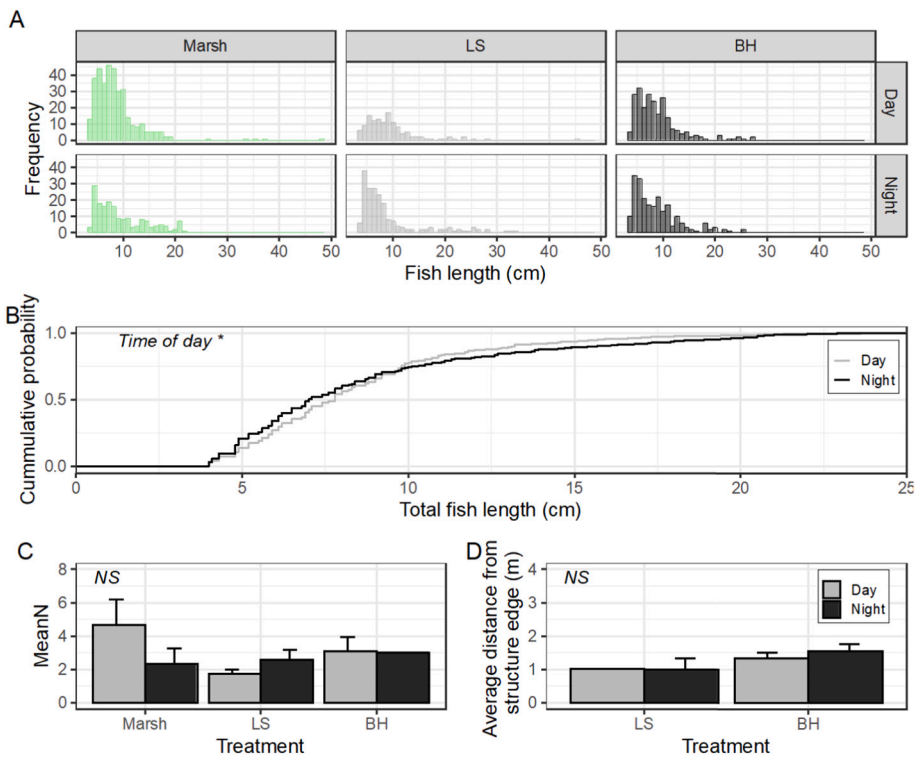 A
Marsh LS BH
Frequency
40
30
20
10
0
Day
40
30
20
10
0
Night
10 20 30 40 50 10 20 30 40 50 10 20 30 40 50
Fish length (cm)
B
Cummulative probability
1.0
0.5
0.0
Time of day *
Day
Night
0 5 10 15 20 25
Total fish length (cm)
C
MeanN
8
6
4
2
0
NS
Marsh LS BH
Treatment
D
Average distance from
structure edge (m)
4
3
2
1
0
NS
Day
Night
LS BH
Treatment